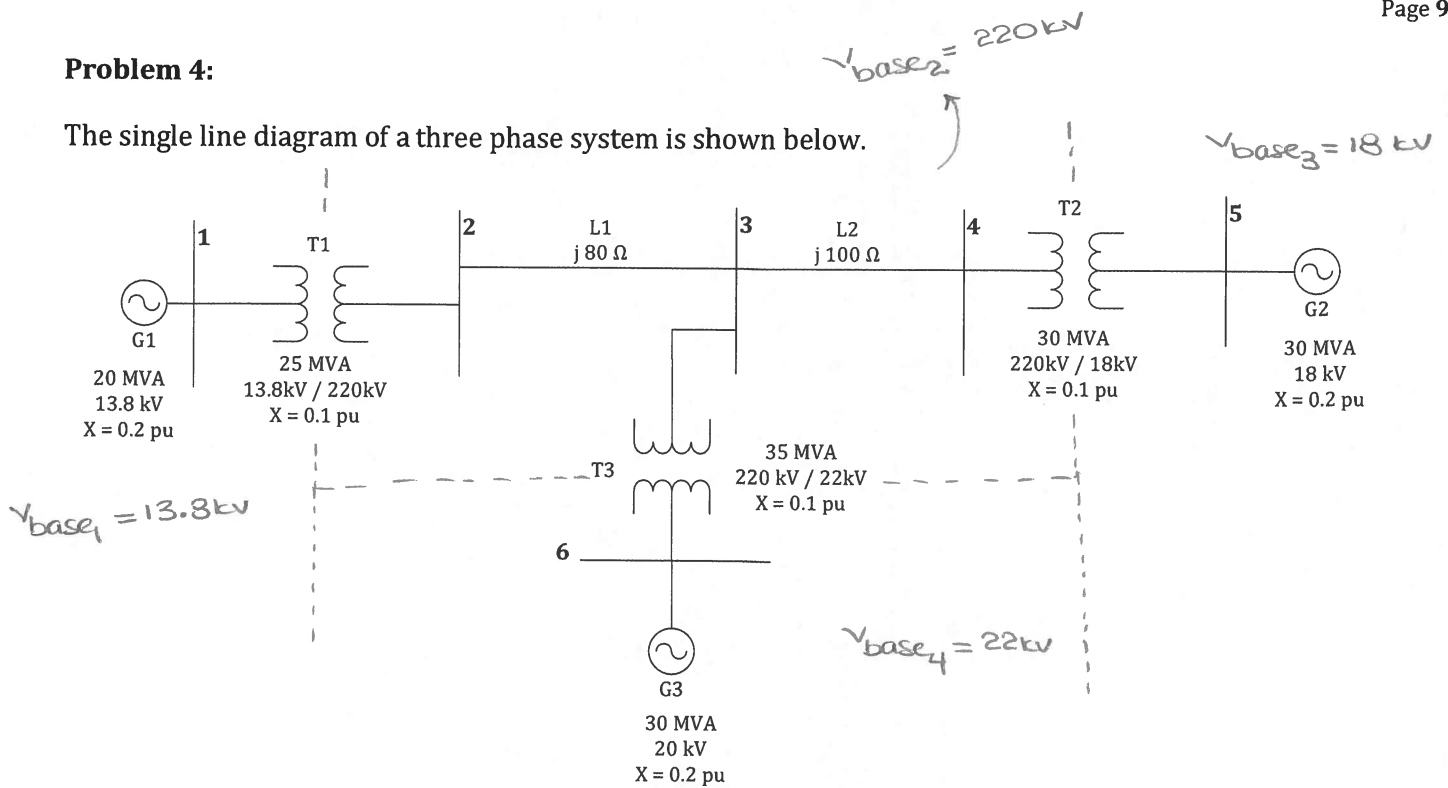 Page 9
Vbase2 = 220 kV
Problem 4:
The single line diagram of a three phase system is shown below.
Vbase3 = 18 kV
1
T1
2
L1
j 80 Ω
3
L2
j 100 Ω
4
T2
5
G1
20 MVA
13.8 kV
X = 0.2 pu
25 MVA
13.8kV / 220kV
X = 0.1 pu
30 MVA
220kV / 18kV
X = 0.1 pu
G2
30 MVA
18 kV
X = 0.2 pu
T3
35 MVA
220 kV / 22kV
X = 0.1 pu
Vbase1 = 13.8kV
6
Vbase4 = 22kV
G3
30 MVA
20 kV
X = 0.2 pu